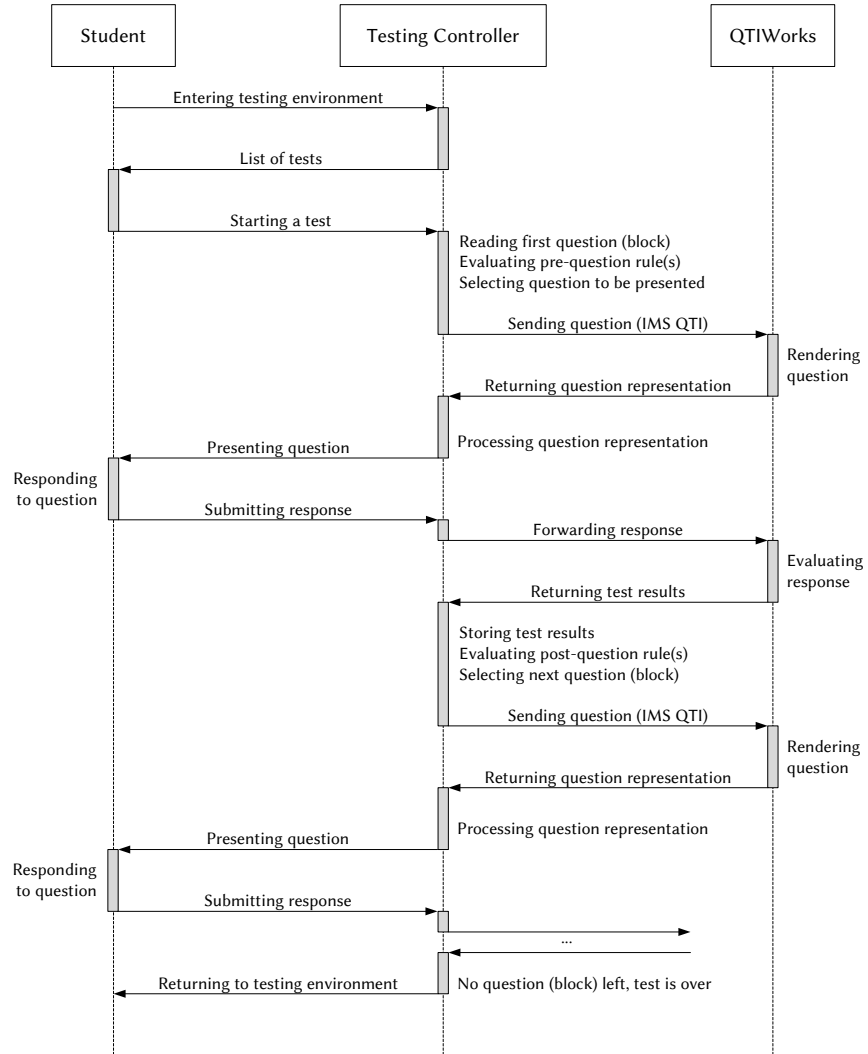 Student
Testing Controller
QTIWorks
Entering testing environment
List of tests
Starting a test
Reading first question (block)
Evaluating pre-question rule(s)
Selecting question to be presented
Sending question (IMS QTI)
Rendering
question
Returning question representation
Processing question representation
Presenting question
Responding
to question
Submitting response
Forwarding response
Evaluating
response
Returning test results
Storing test results
Evaluating post-question rule(s)
Selecting next question (block)
Sending question (IMS QTI)
Rendering
question
Returning question representation
Processing question representation
Presenting question
Responding
to question
Submitting response
...
Returning to testing environment
No question (block) left, test is over